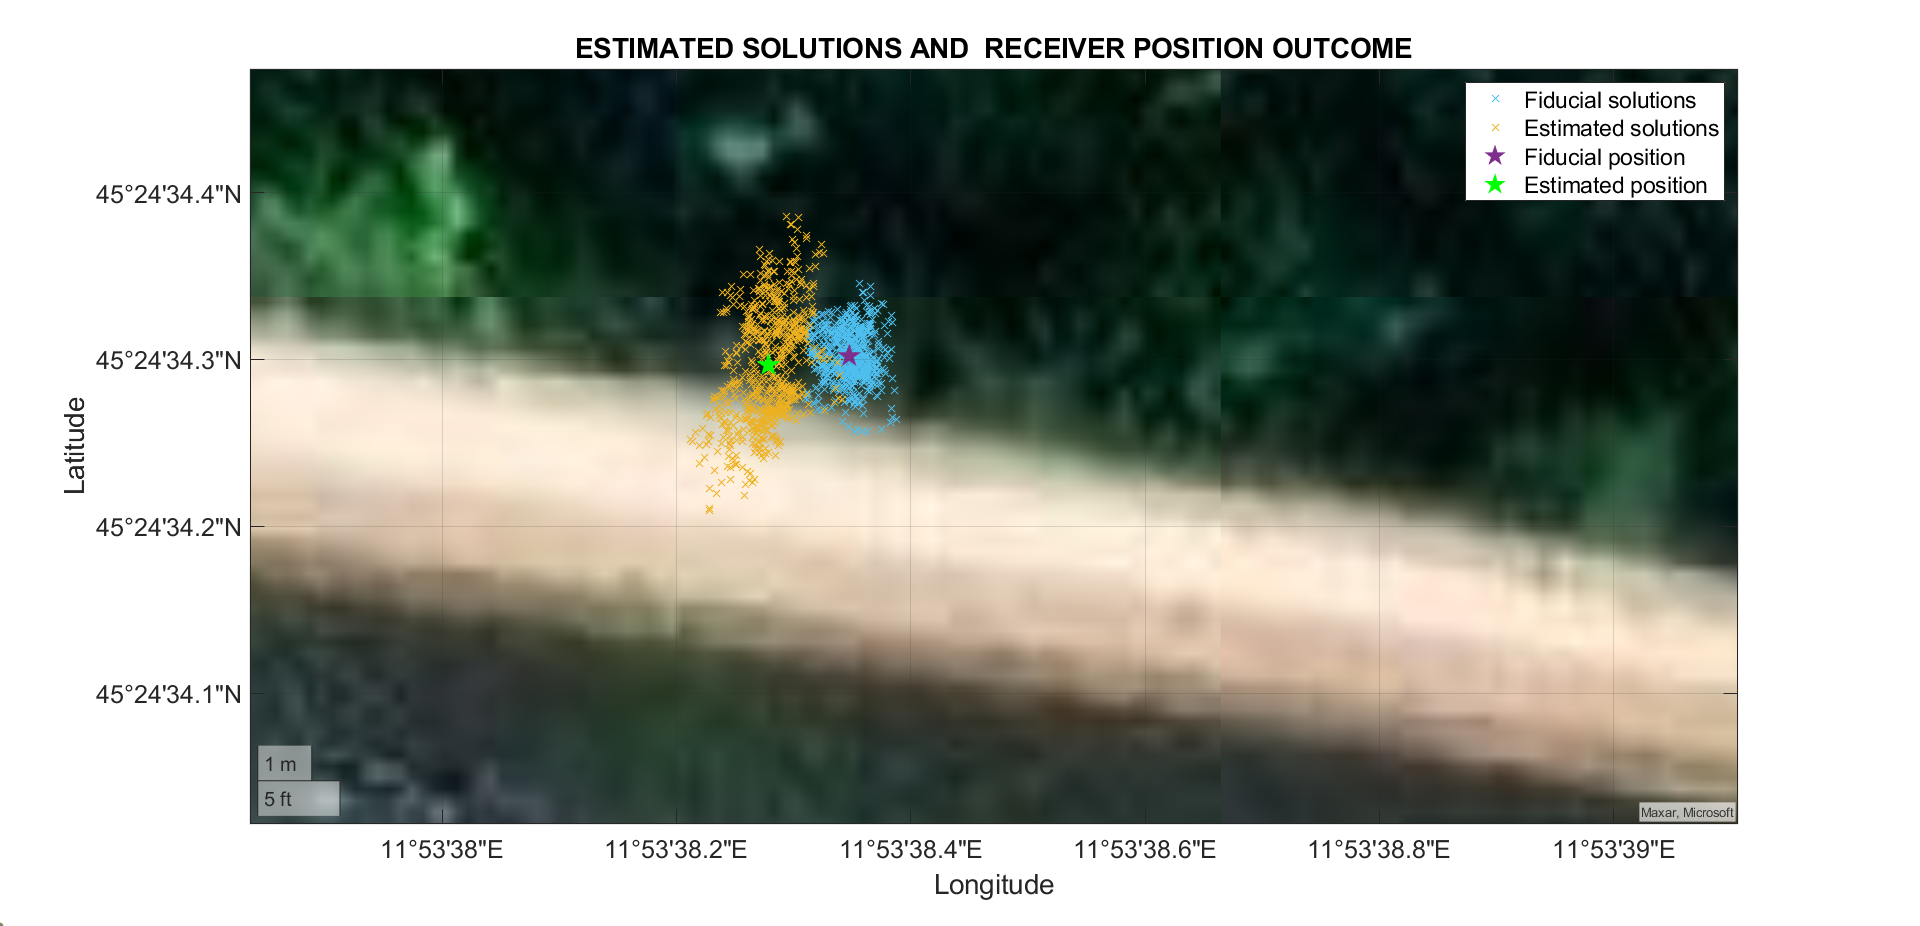 ESTIMATED SOLUTIONS AND  RECEIVER POSITION OUTCOME
Fiducial solutions
Estimated solutions
Fiducial position
Estimated position
45°24'34.4"N
45°24'34.3"N
45°24'34.2"N
45°24'34.1"N
Latitude
1 m
5 ft
Maxar, Microsoft
11°53'38"E
11°53'38.2"E
11°53'38.4"E
11°53'38.6"E
11°53'38.8"E
11°53'39"E
Longitude